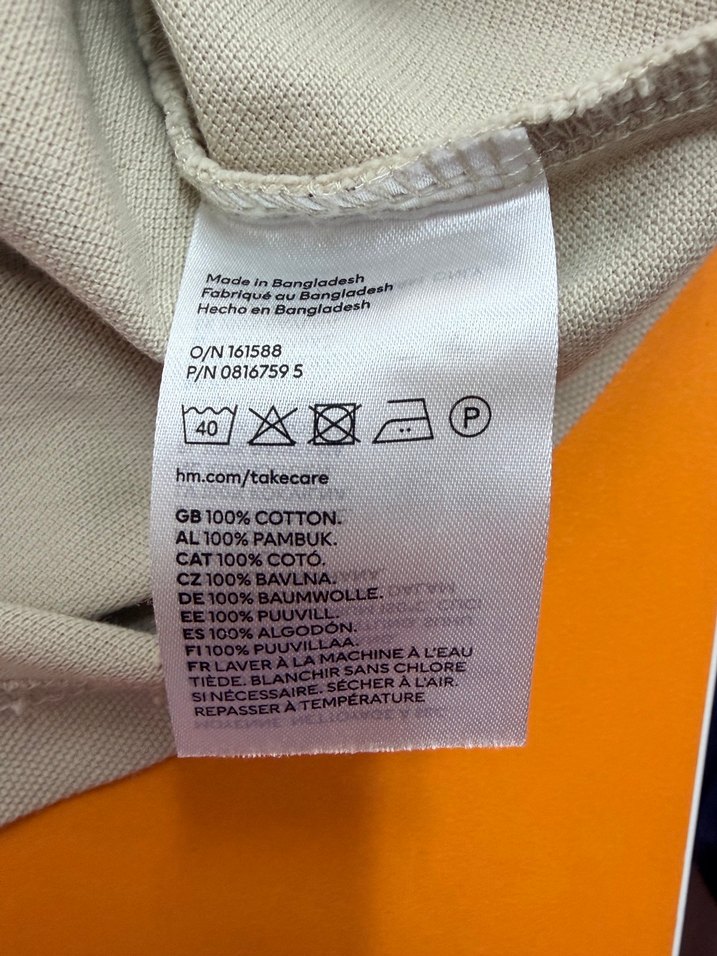 Made in Bangladesh
Fabriqué au Bangladesh
Hecho en Bangladesh
O/N 161588
P/N 0816759 5
40
P
hm.com/takecare
GB 100% COTTON.
AL 100% PAMBUK.
CAT 100% COTÓ.
CZ 100% BAVLNA.
DE 100% BAUMWOLLE.
EE 100% PUUVILL.
ES 100% ALGODÓN.
FI 100% PUUVILLAA.
FR LAVER À LA MACHINE À L'EAU
TIÈDE. BLANCHIR SANS CHLORE
SI NÉCESSAIRE. SÉCHER À L'AIR.
REPASSER À TEMPÉRATURE